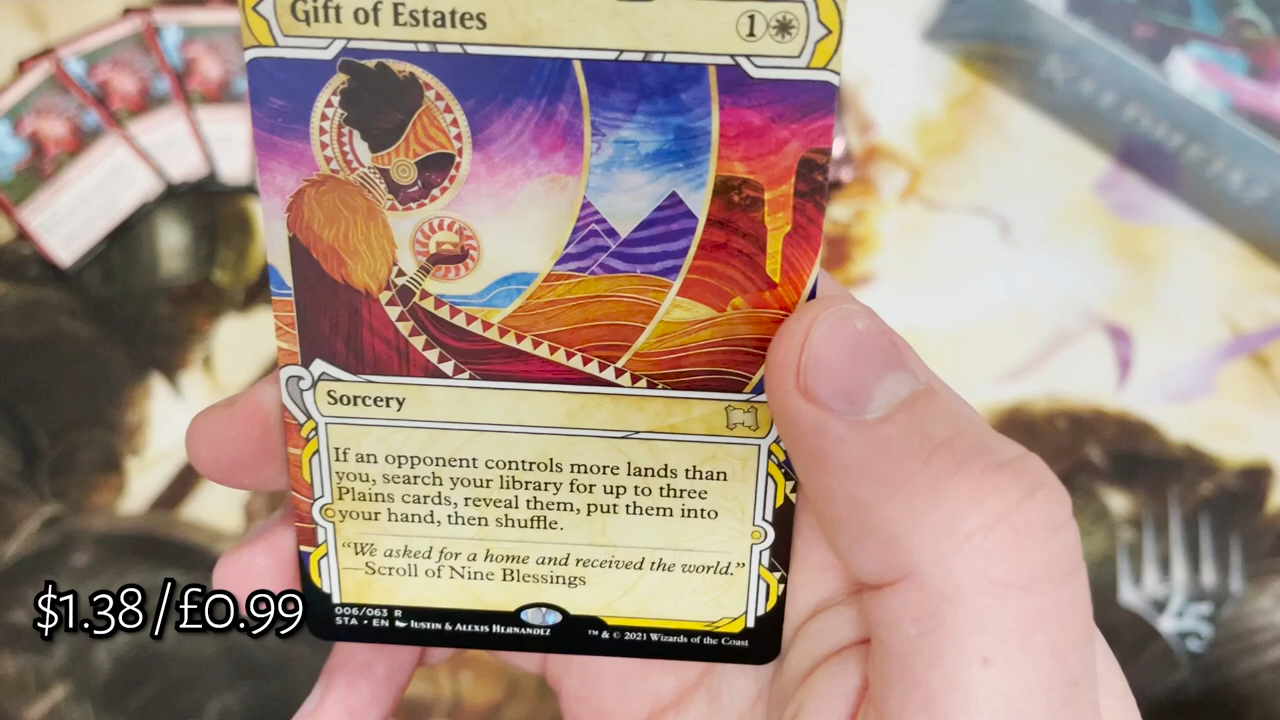 Gift of Estates 1
Sorcery
If an opponent controls more lands than
you, search your library for up to three
Plains cards, reveal them, put them into
your hand, then shuffle.
“We asked for a home and received the world.”
—Scroll of Nine Blessings
006/063 R
STA • EN Justin & Alexis Hernandez
™ & © 2021 Wizards of the Coast
$1.38/£0.99
25